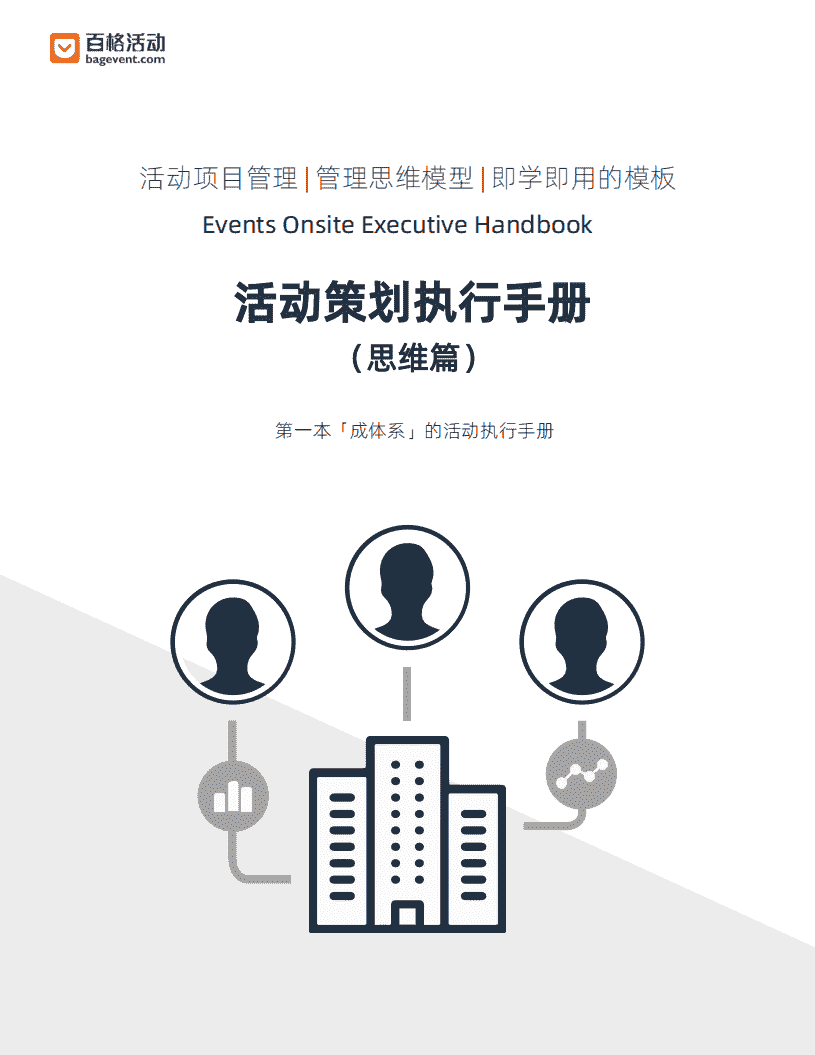 百格活动
bagevent.com
活动项目管理|管理思维模型|即学即用的模板
Events Onsite Executive Handbook
活动策划执行手册
（思维篇）
第一本「成体系」的活动执行手册